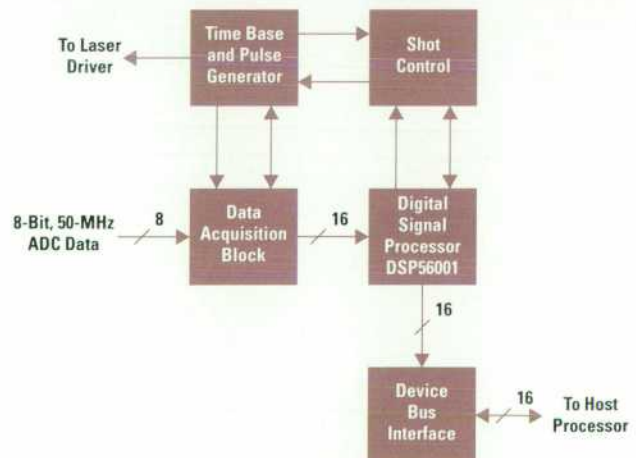 To Laser
Driver
Time Base
and Pulse
Generator
Shot
Control
8-Bit, 50-MHz
ADC Data
8
Data
Acquisition
Block
16
Digital
Signal
Processor
DSP56001
16
Device
Bus
Interface
16
To Host
Processor